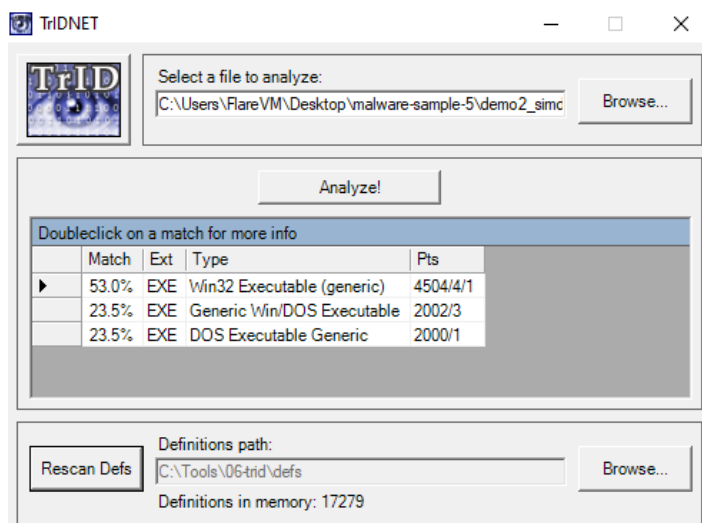 TrIDNET
TrID
Select a file to analyze:
C:\Users\FlareVM\Desktop\malware-sample-5\demo2_simc
Browse...
Analyze!
Doubleclick on a match for more info
Match Ext Type Pts
53.0% EXE Win32 Executable (generic) 4504/4/1
23.5% EXE Generic Win/DOS Executable 2002/3
23.5% EXE DOS Executable Generic 2000/1
Rescan Defs
Definitions path:
C:\Tools\06-trid\defs
Browse...
Definitions in memory: 17279